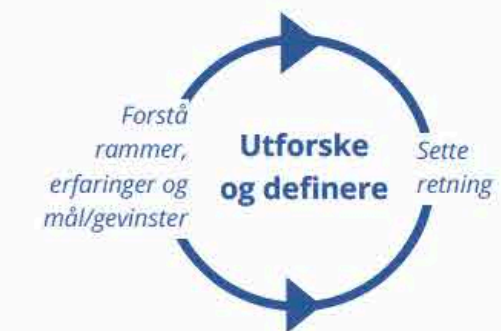 Forstå
rammer,
erfaringer og
mål/gevinster
Utforske
og definere
Sette
retning